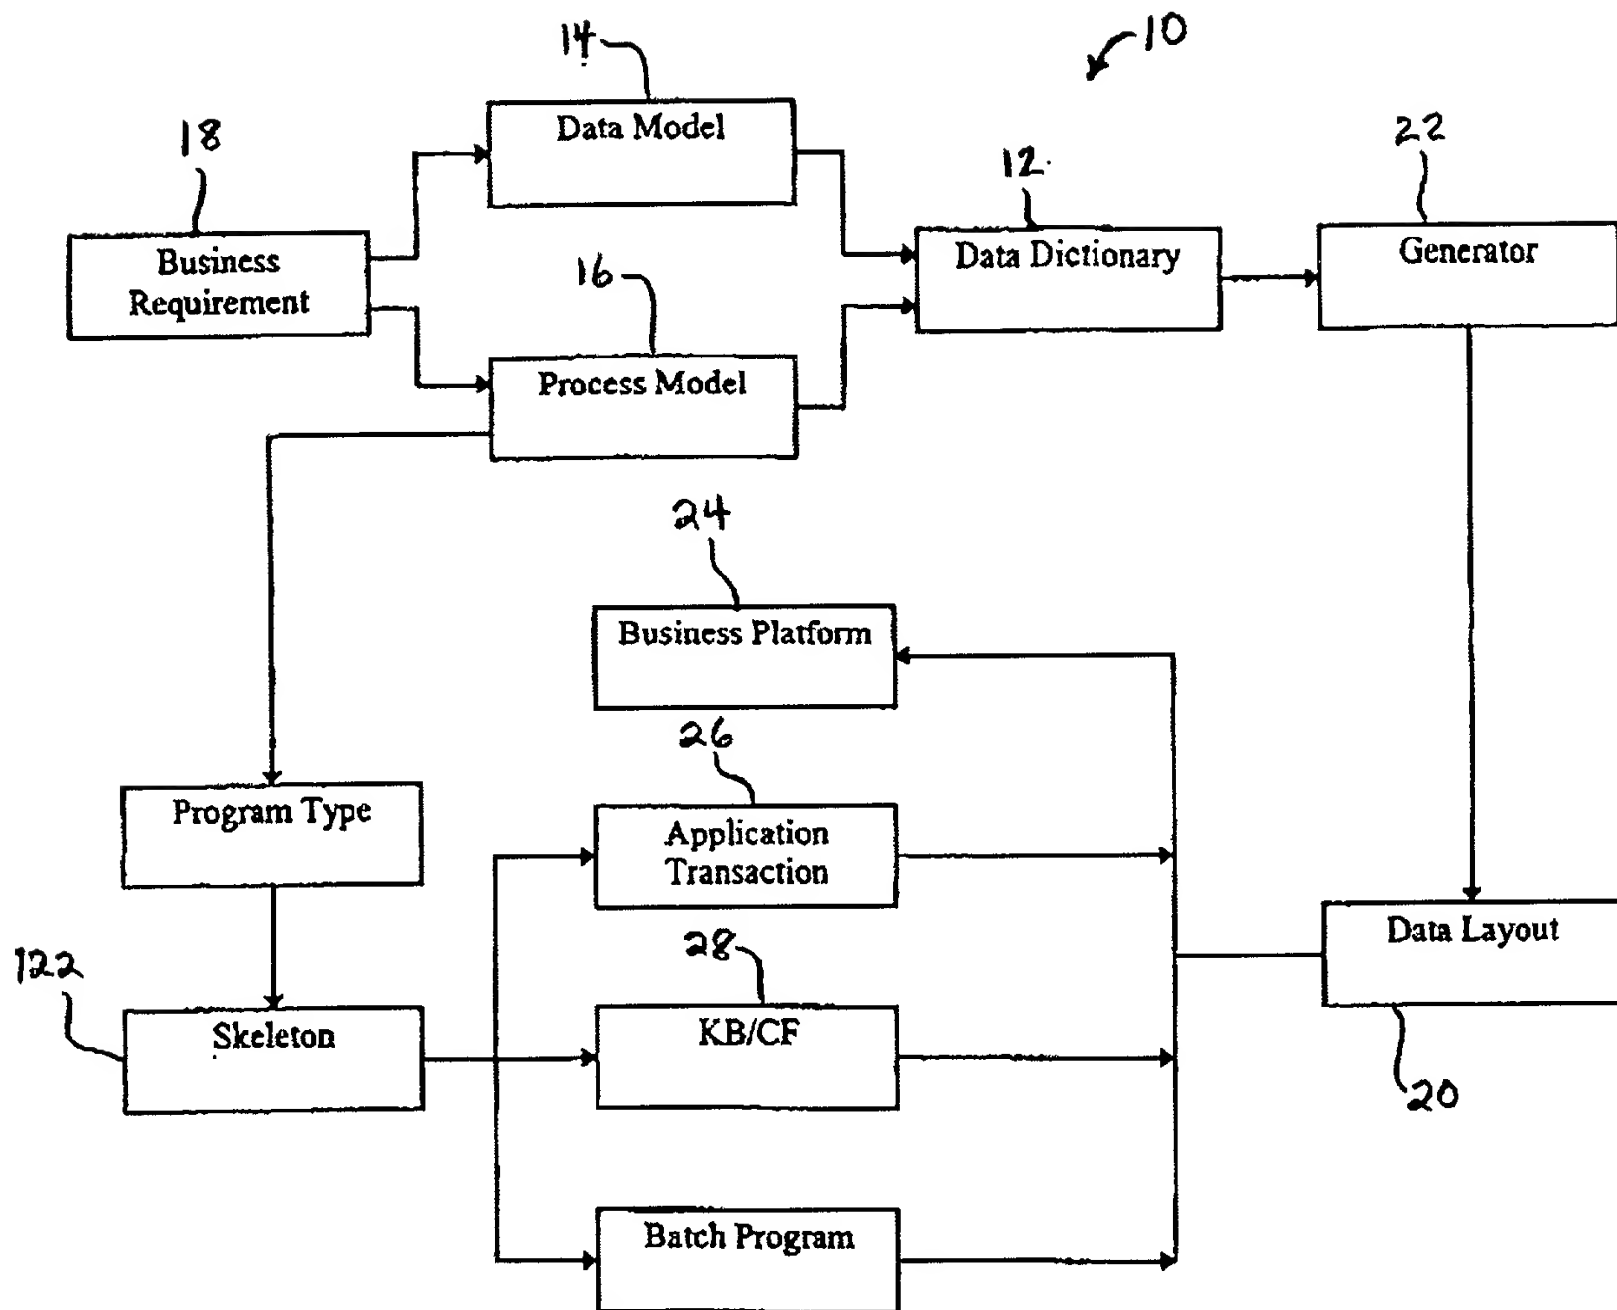 14
10
18
Data Model
22
12
Business
Requirement
Data Dictionary
Generator
16
Process Model
24
Business Platform
26
Program Type
Application
Transaction
28
Data Layout
122
Skeleton
KB/CF
20
Batch Program